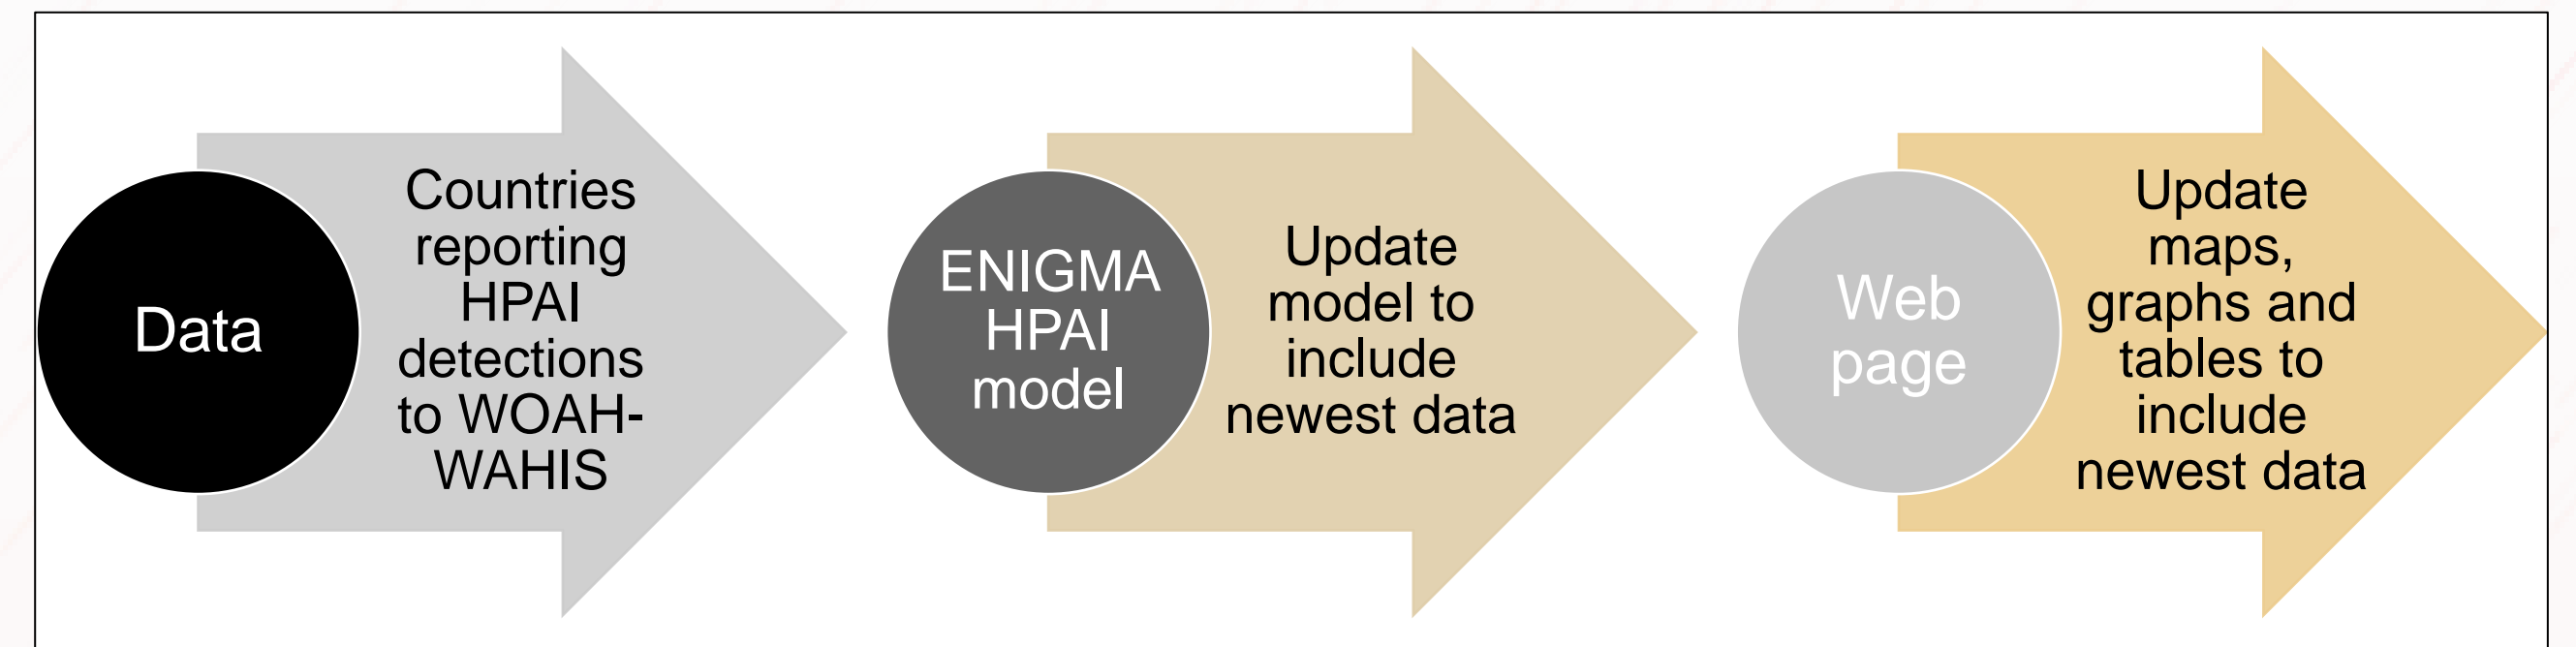 Data
Countries
reporting
HPAI
detections
to WOAH-
WAHIS
ENIGMA
HPAI
model
Update
model to
include
newest data
Web
page
Update
maps,
graphs and
tables to
include
newest data